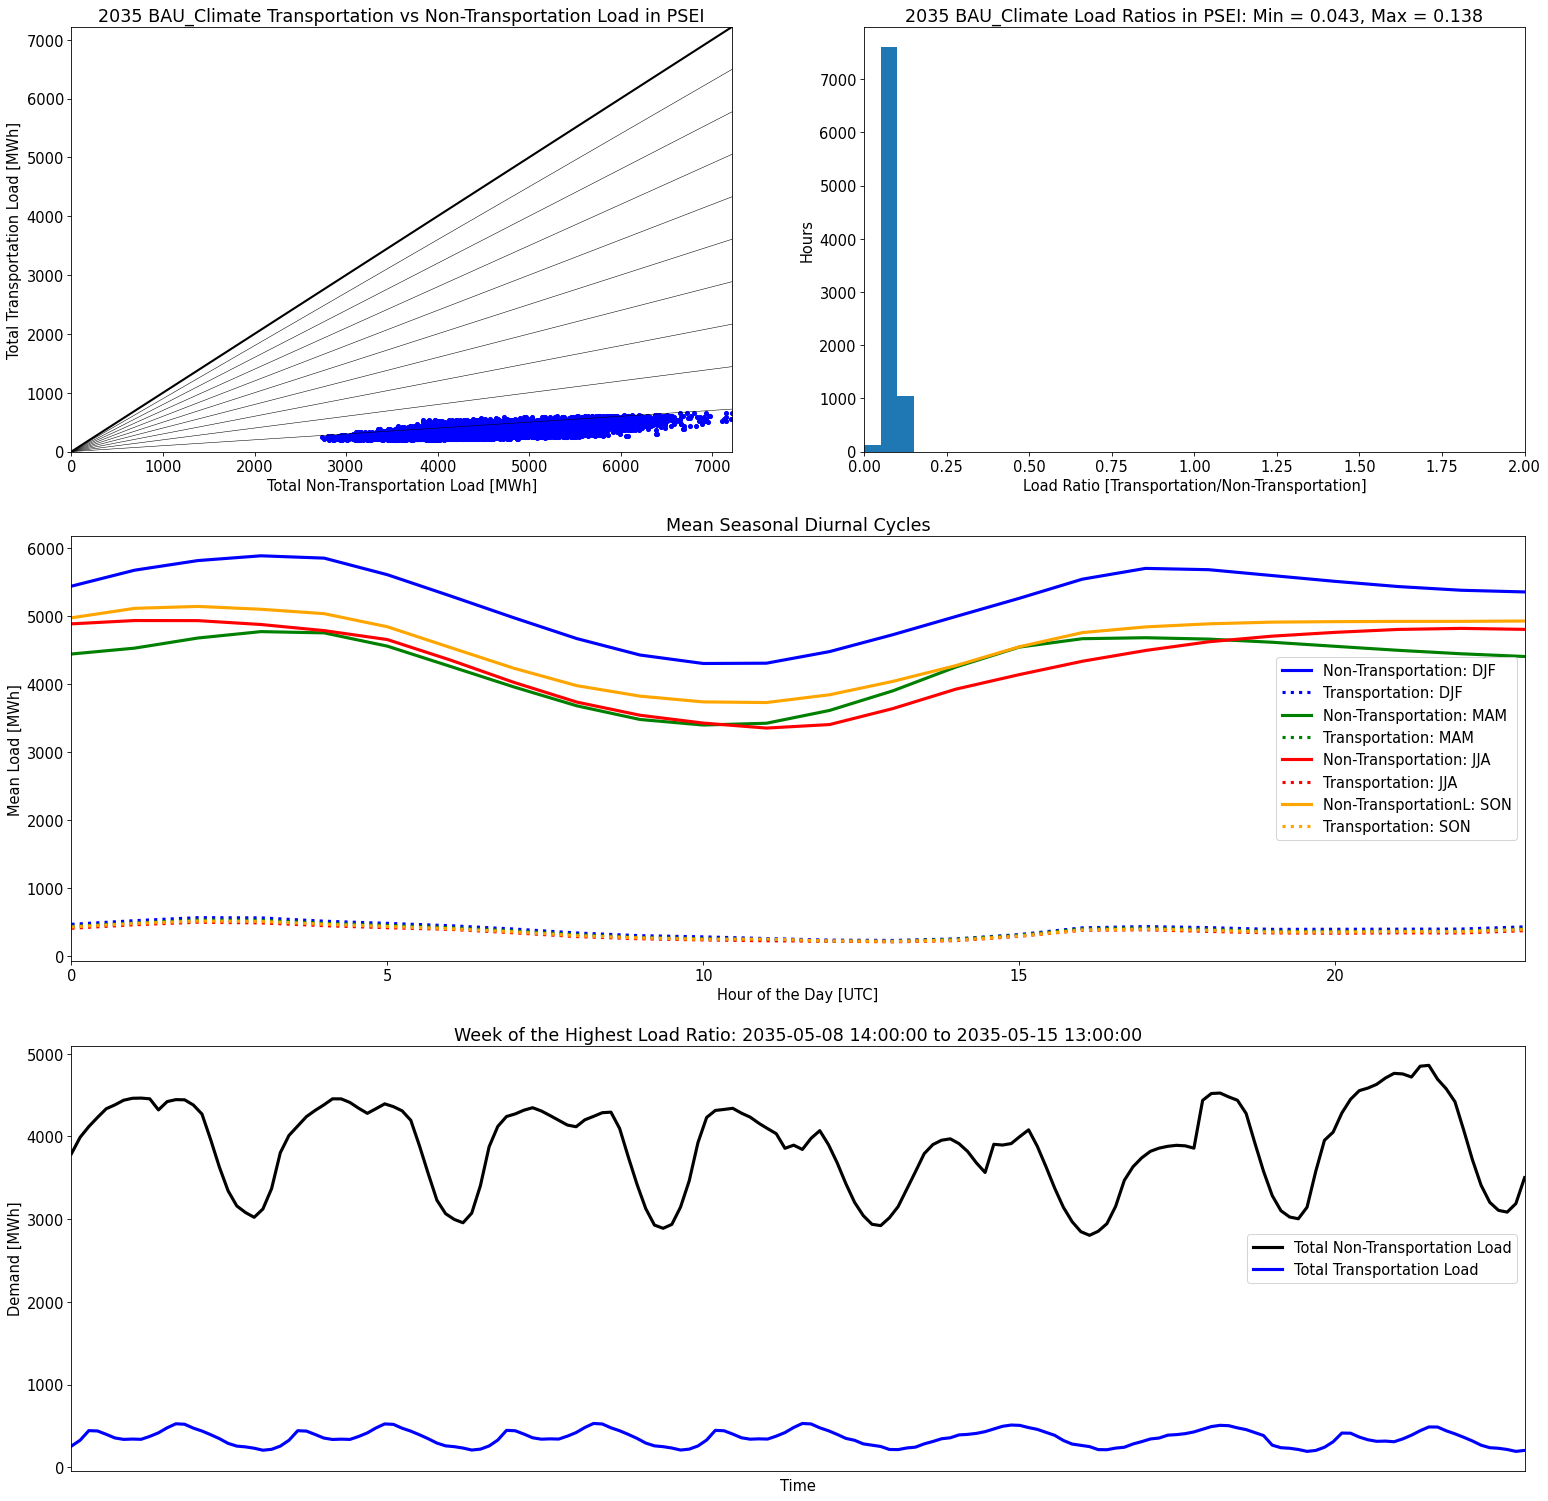 2035 BAU_Climate Transportation vs Non-Transportation Load in PSEI
7000
6000
5000
4000
3000
2000
1000
0
Total Transportation Load [MWh]
0 1000 2000 3000 4000 5000 6000 7000
Total Non-Transportation Load [MWh]
2035 BAU_Climate Load Ratios in PSEI: Min = 0.043, Max = 0.138
7000
6000
5000
4000
3000
2000
1000
0
Hours
0.00 0.25 0.50 0.75 1.00 1.25 1.50 1.75 2.00
Load Ratio [Transportation/Non-Transportation]
Mean Seasonal Diurnal Cycles
6000
5000
4000
3000
2000
1000
0
Mean Load [MWh]
Non-Transportation: DJF
Transportation: DJF
Non-Transportation: MAM
Transportation: MAM
Non-Transportation: JJA
Transportation: JJA
Non-TransportationL: SON
Transportation: SON
0 5 10 15 20
Hour of the Day [UTC]
Week of the Highest Load Ratio: 2035-05-08 14:00:00 to 2035-05-15 13:00:00
5000
4000
3000
2000
1000
0
Demand [MWh]
Total Non-Transportation Load
Total Transportation Load
Time